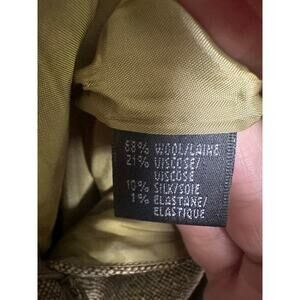 68% WOOL/LAINE
21% VISCOSE/
VISCOSE
10% SILK/SOIE
1% ELASTANE/
ELASTIQUE